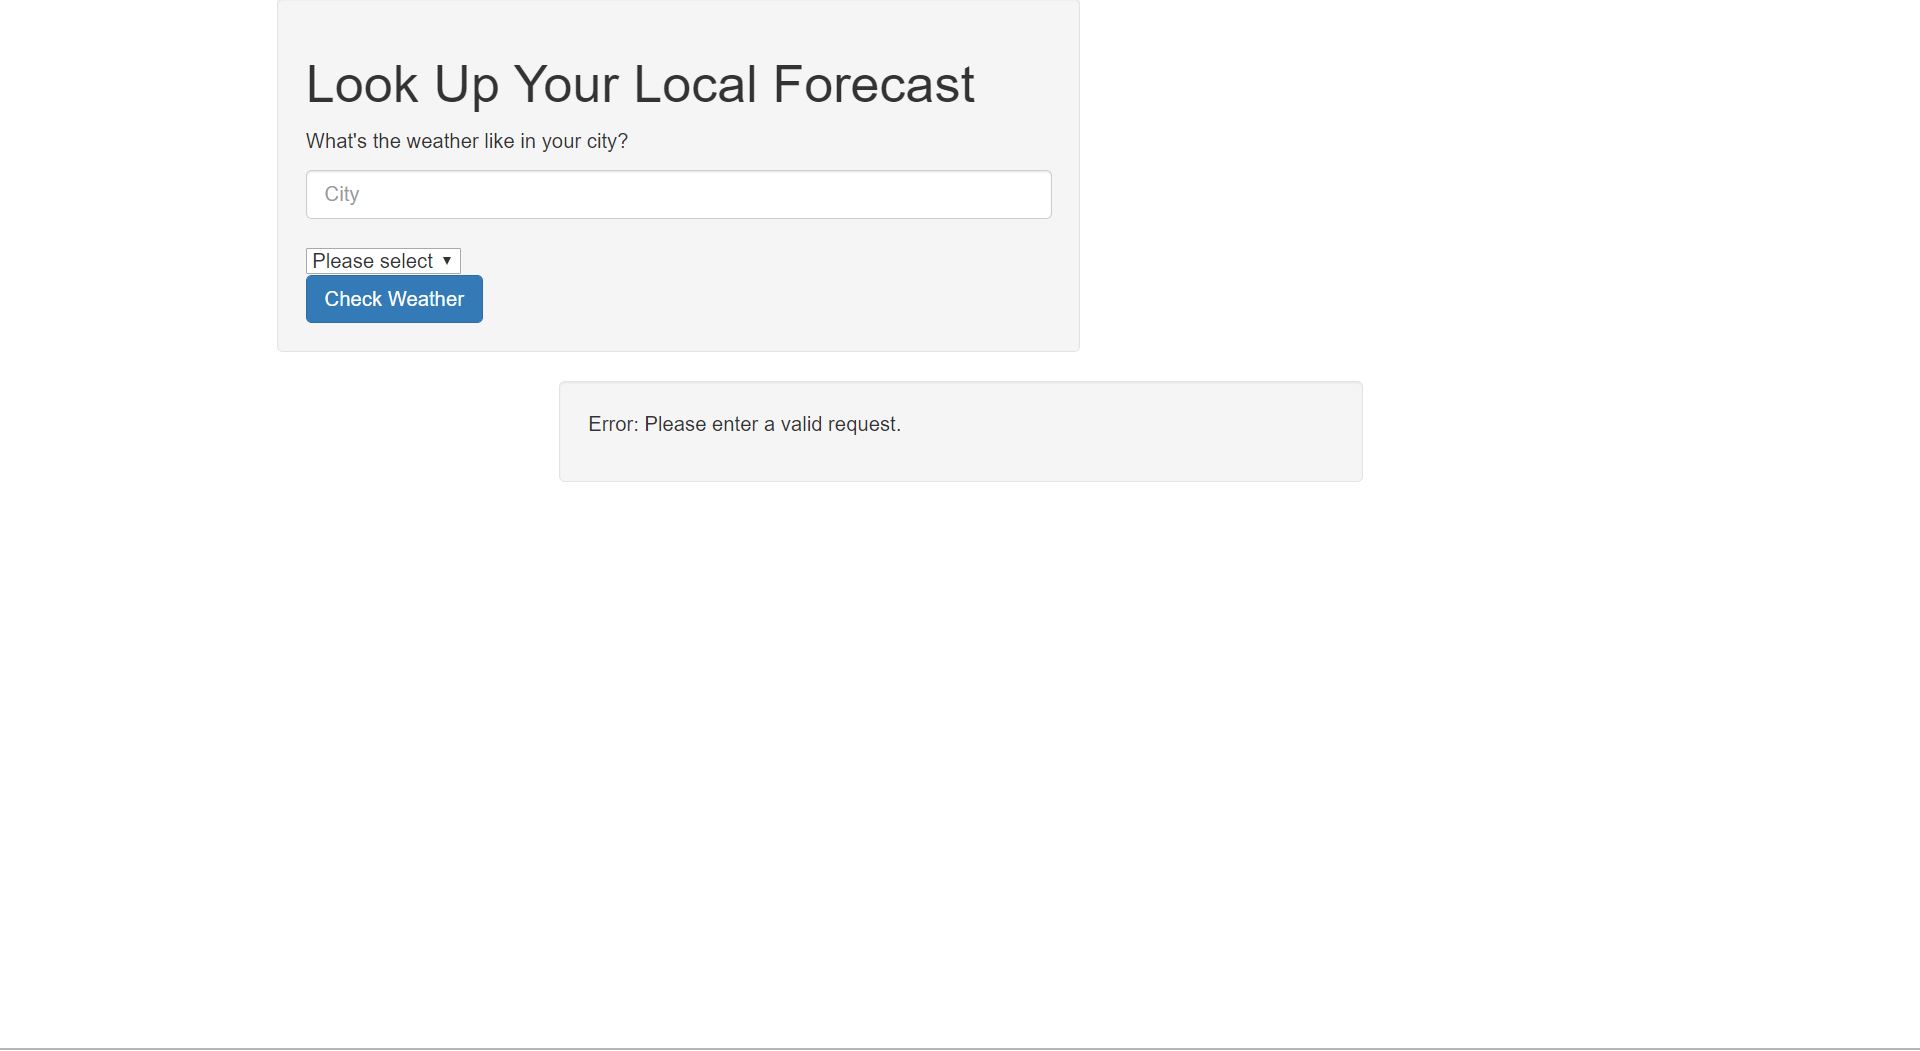 Look Up Your Local Forecast
What's the weather like in your city?
City
Please select
Check Weather
Error: Please enter a valid request.